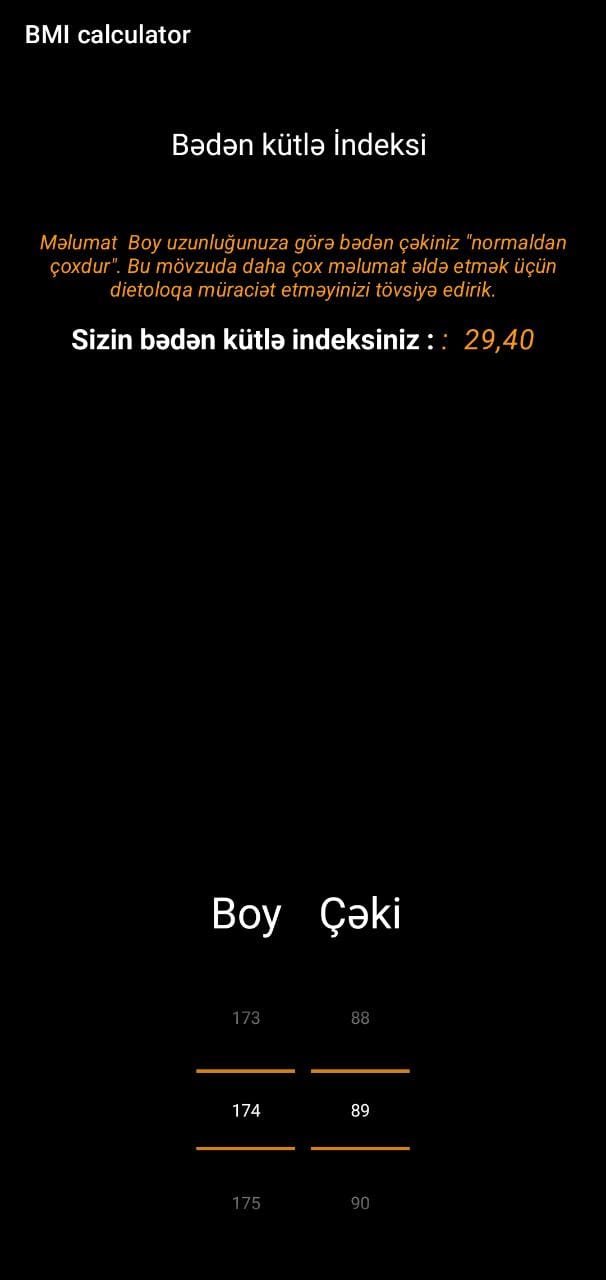 BMI calculator
Bədən kütlə İndeksi
Məlumat  Boy uzunluğunuza görə bədən çəkiniz "normaldan
çoxdur". Bu mövzuda daha çox məlumat əldə etmək üçün
dietoloqa müraciət etməyinizi tövsiyə edirik.
Sizin bədən kütlə indeksiniz : :  29,40
Boy Çəki
173 88
174 89
175 90